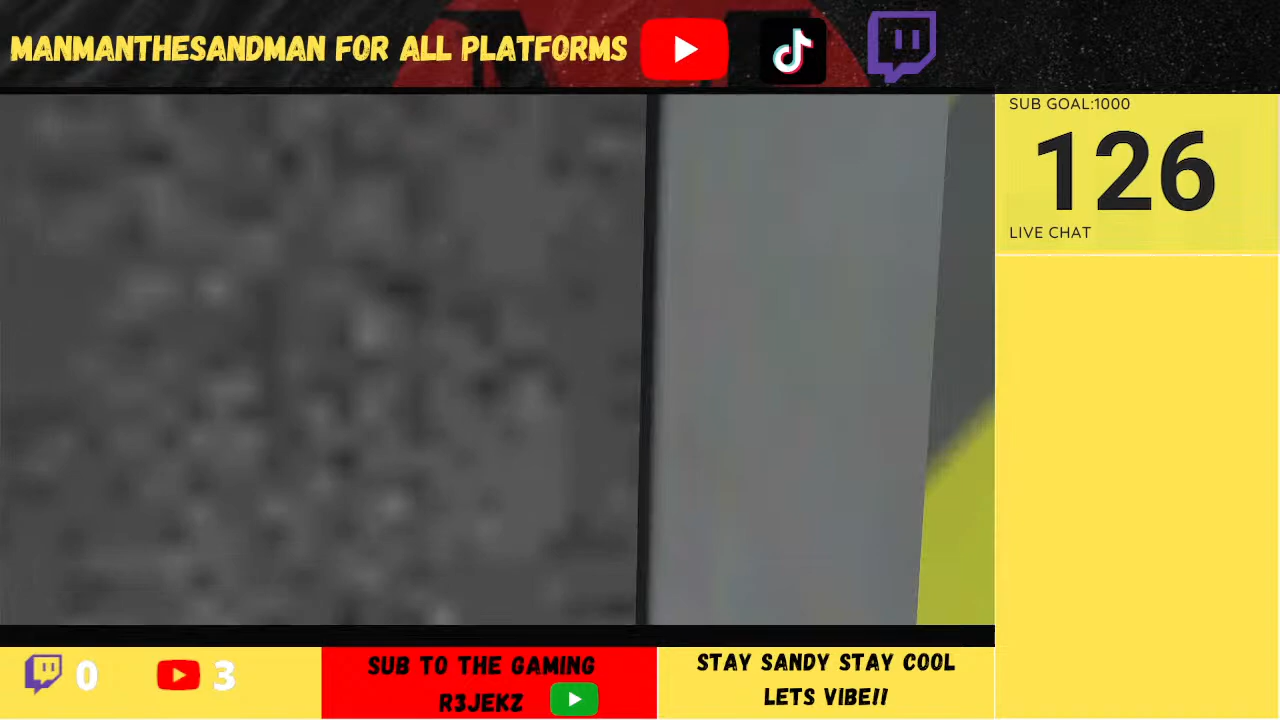 MANMANTHESANDMAN FOR ALL PLATFORMS
SUB GOAL:1000
126
LIVE CHAT
0
3
SUB TO THE GAMING
R3JEKZ
STAY SANDY STAY COOL
LETS VIBE!!